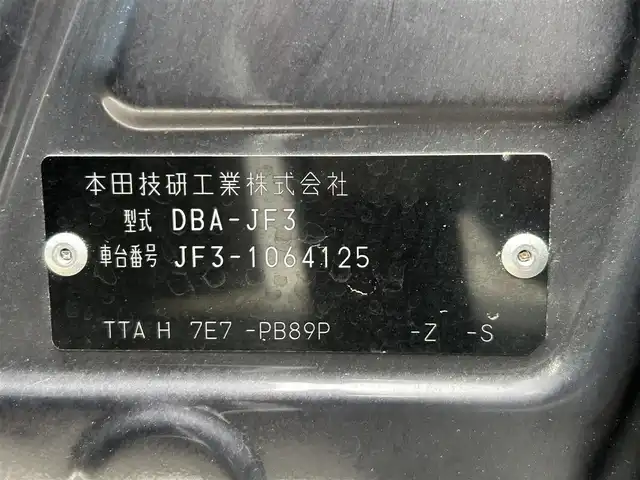 本田技研工業株式会社
型式 DBA-JF3
車台番号 JF3-1064125
TTA H 7E7 -PB89P -Z -S